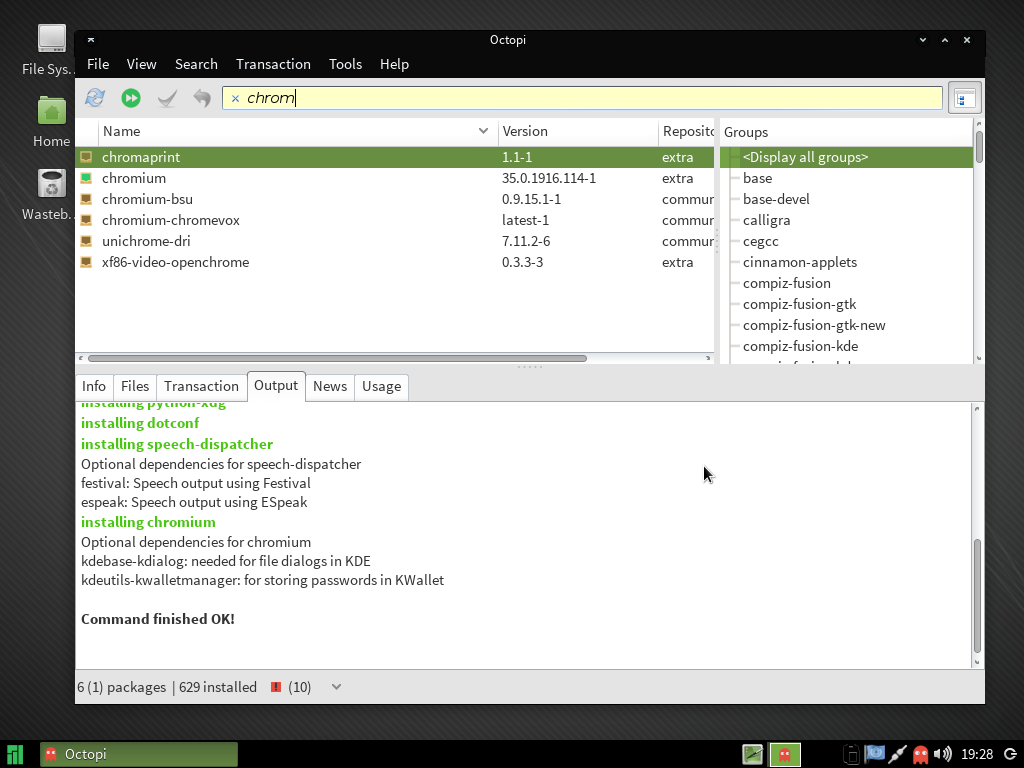 File Sys..
Home
Wasteb..
Octopi
File View Search Transaction Tools Help
chrom
Name Version Reposito
Groups
chromaprint 1.1-1 extra
chromium 35.0.1916.114-1 extra
chromium-bsu 0.9.15.1-1 commun
chromium-chromevox latest-1 commun
unichrome-dri 7.11.2-6 commun
xf86-video-openchrome 0.3.3-3 extra
<Display all groups>
base
base-devel
calligra
cegcc
cinnamon-applets
compiz-fusion
compiz-fusion-gtk
compiz-fusion-gtk-new
compiz-fusion-kde
Info Files Transaction Output News Usage
installing python-xdg
installing dotconf
installing speech-dispatcher
Optional dependencies for speech-dispatcher
festival: Speech output using Festival
espeak: Speech output using ESpeak
installing chromium
Optional dependencies for chromium
kdebase-kdialog: needed for file dialogs in KDE
kdeutils-kwalletmanager: for storing passwords in KWallet
Command finished OK!
6 (1) packages | 629 installed (10)
Octopi
19:28